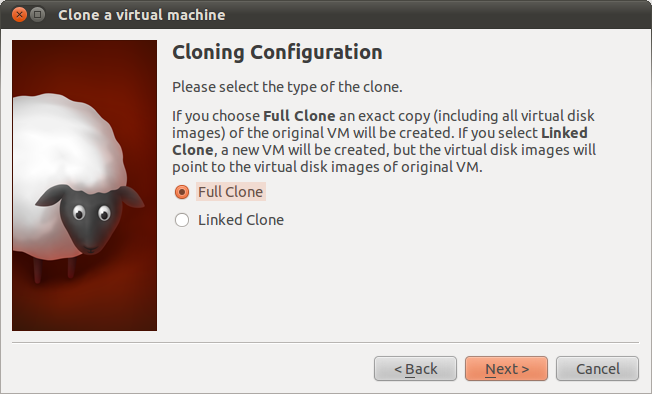 Clone a virtual machine
Cloning Configuration
Please select the type of the clone.
If you choose Full Clone an exact copy (including all virtual disk
images) of the original VM will be created. If you select Linked
Clone, a new VM will be created, but the virtual disk images will
point to the virtual disk images of original VM.
Full Clone
Linked Clone
< Back
Next >
Cancel